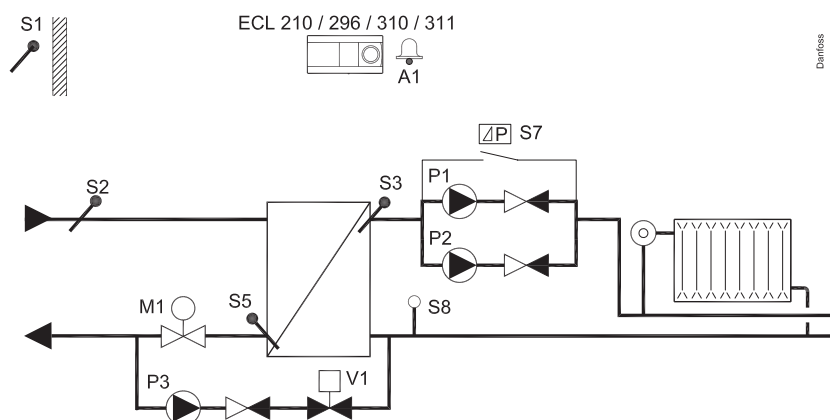 S1
ECL 210 / 296 / 310 / 311
A1
Danfoss
P S7
S2
S3
P1
P2
M1
S5
S8
P3
V1